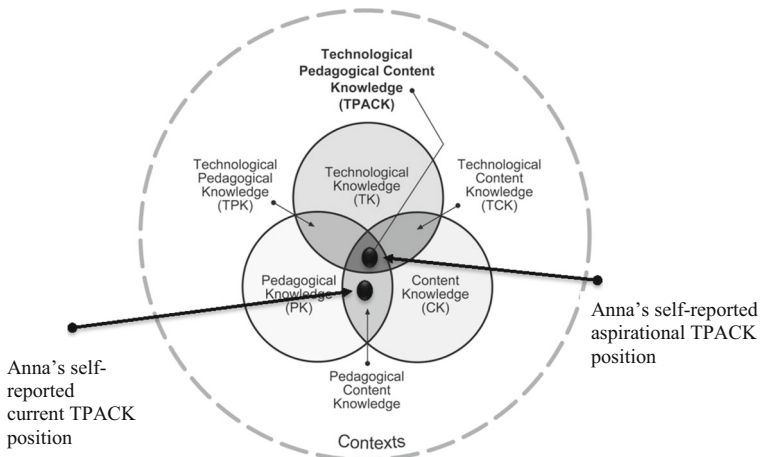 Technological
Pedagogical Content
Knowledge
(TPACK)
Technological
Pedagogical
Knowledge
(TPK)
Technological
Knowledge
(TK)
Technological
Content
Knowledge
(TCK)
Pedagogical
Knowledge
(PK)
Content
Knowledge
(CK)
Anna’s self-reported
aspirational TPACK
position
Anna’s self-
reported
current TPACK
position
Pedagogical
Content
Knowledge
Contexts